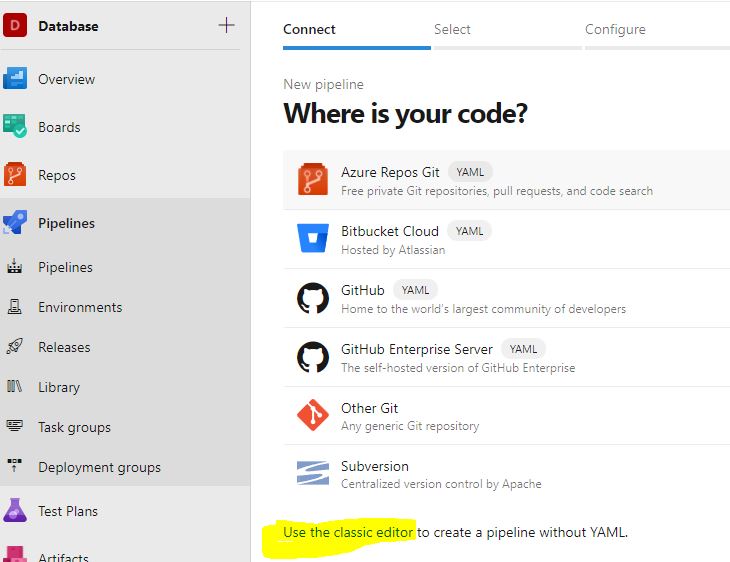 D Database +
Overview
Boards
Repos
Pipelines
Pipelines
Environments
Releases
Library
Task groups
Deployment groups
Test Plans
Artifacts
Connect Select Configure
New pipeline
Where is your code?
Azure Repos Git YAML
Free private Git repositories, pull requests, and code search
Bitbucket Cloud YAML
Hosted by Atlassian
GitHub YAML
Home to the world's largest community of developers
GitHub Enterprise Server YAML
The self-hosted version of GitHub Enterprise
Other Git
Any generic Git repository
Subversion
Centralized version control by Apache
Use the classic editor to create a pipeline without YAML.